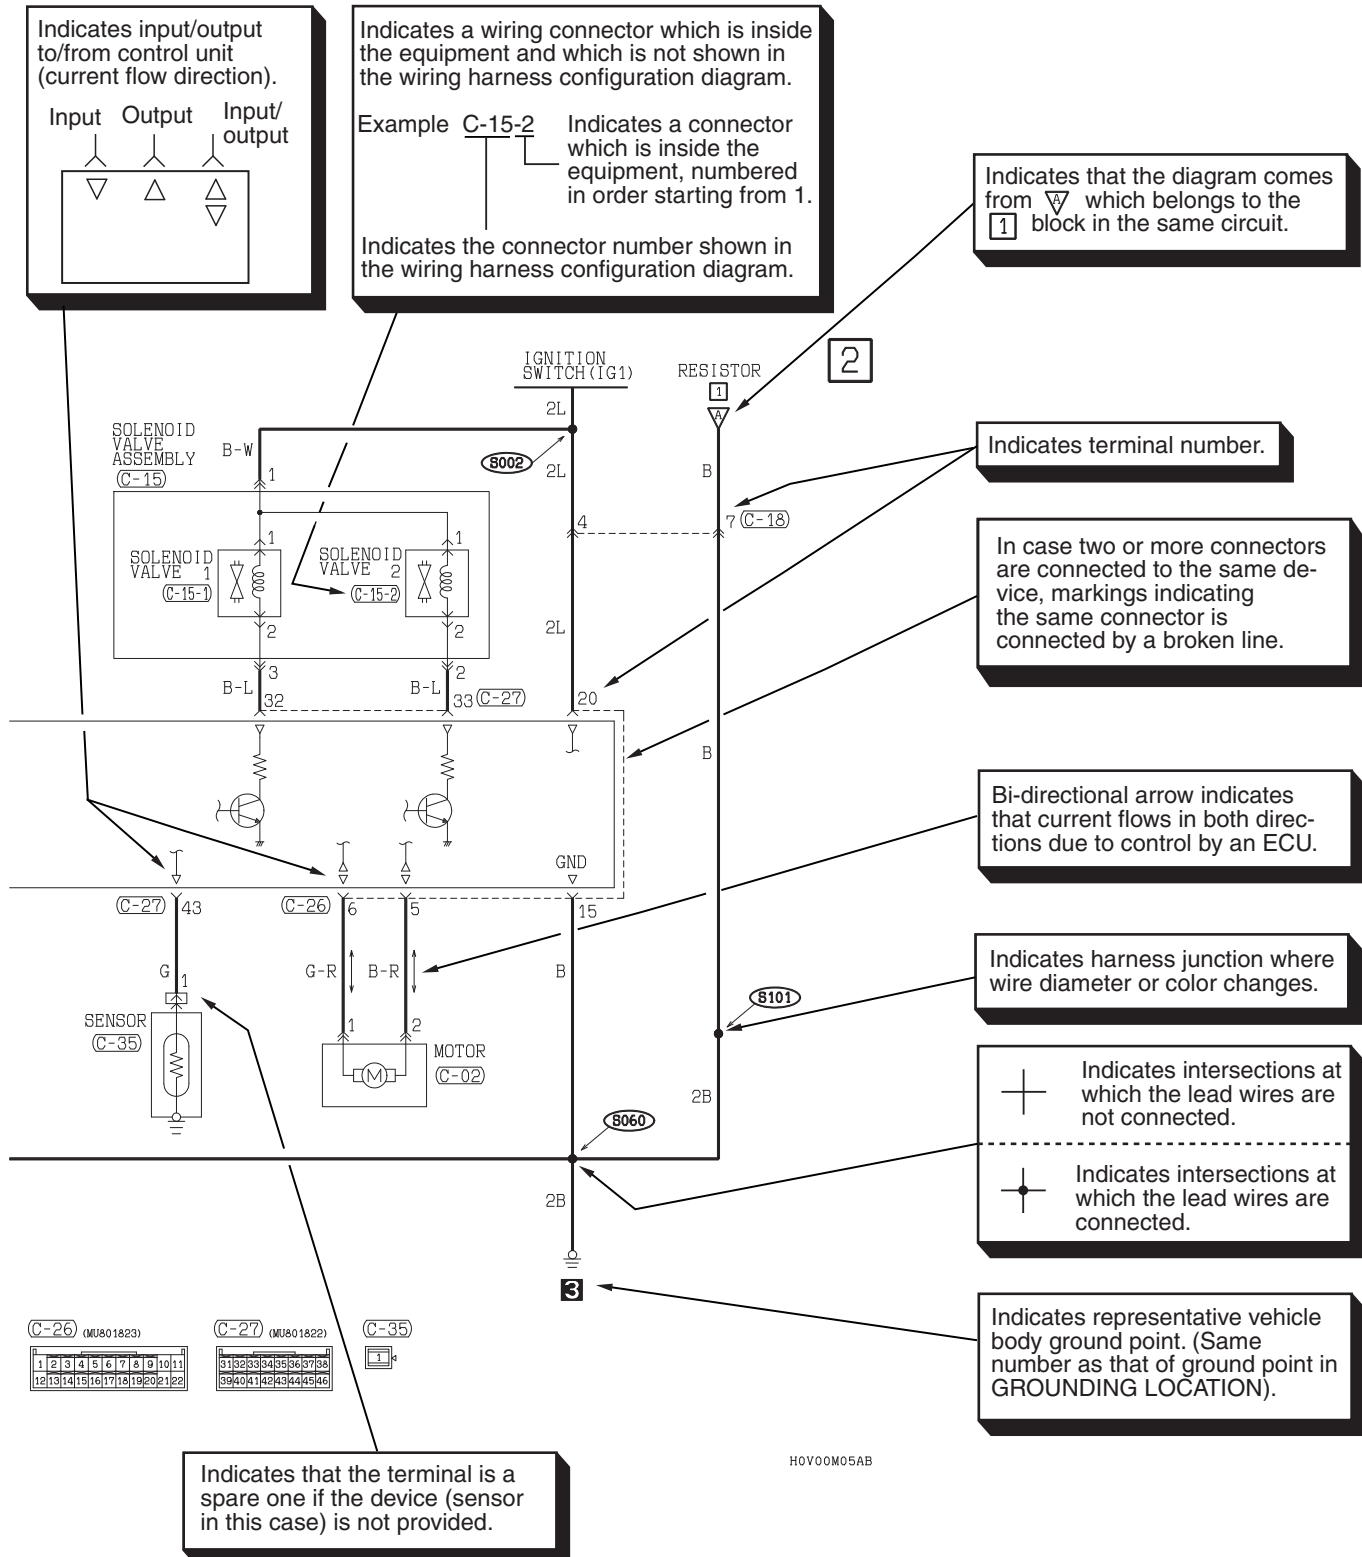 Indicates input/output
to/from control unit
(current flow direction).
Input
Output
Input/
output
Indicates a wiring connector which is inside
the equipment and which is not shown in
the wiring harness configuration diagram.
Example C-15-2
Indicates a connector
which is inside the
equipment, numbered
in order starting from 1.
Indicates the connector number shown in
the wiring harness configuration diagram.
Indicates that the diagram comes
from A which belongs to the
1 block in the same circuit.
2
IGNITION
SWITCH(IG1)
RESISTOR
1
A
2L
SOLENOID
VALVE
ASSEMBLY
(C-15)
B-W
1
S002
2L
B
Indicates terminal number.
4
7 (C-18)
1
1
SOLENOID
VALVE 1
(C-15-1)
SOLENOID
VALVE 2
(C-15-2)
2
2
2L
In case two or more connectors
are connected to the same de-
vice, markings indicating
the same connector is
connected by a broken line.
3
2
B-L
32
B-L
33 (C-27)
20
B
Bi-directional arrow indicates
that current flows in both direc-
tions due to control by an ECU.
GND
(C-27) 43
(C-26) 6
5
15
G
1
G-R
B-R
B
Indicates harness junction where
wire diameter or color changes.
S101
SENSOR
(C-35)
1
2
MOTOR
(C-02)
Indicates intersections at
which the lead wires are
not connected.
2B
S060
Indicates intersections at
which the lead wires are
connected.
2B
3
Indicates representative vehicle
body ground point. (Same
number as that of ground point in
GROUNDING LOCATION).
(C-26) (MU801823)
1 2 3 4 5 6 7 8 9 10 11
12 13 14 15 16 17 18 19 20 21 22
(C-27) (MU801822)
31 32 33 34 35 36 37 38
39 40 41 42 43 44 45 46
(C-35)
1
H0V00M05AB
Indicates that the terminal is a
spare one if the device (sensor
in this case) is not provided.